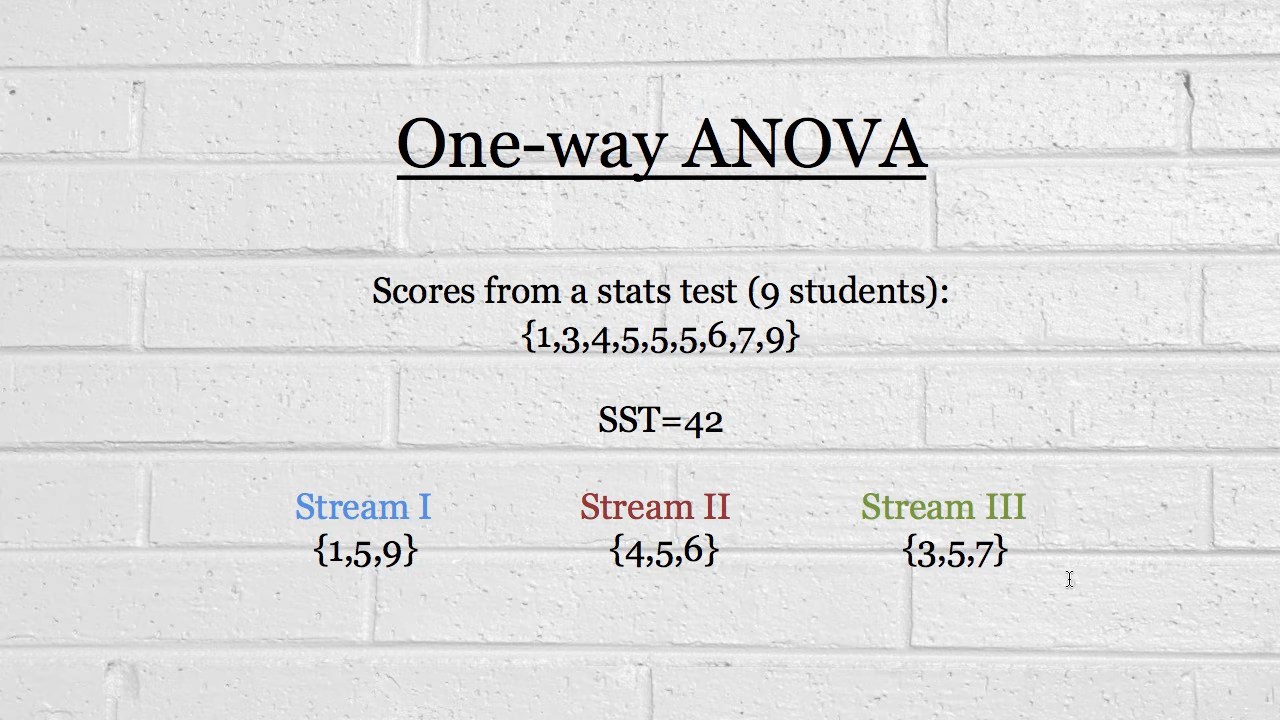 One-way ANOVA
Scores from a stats test (9 students):
{1,3,4,5,5,5,6,7,9}
SST=42
Stream I Stream II Stream III
{1,5,9} {4,5,6} {3,5,7}